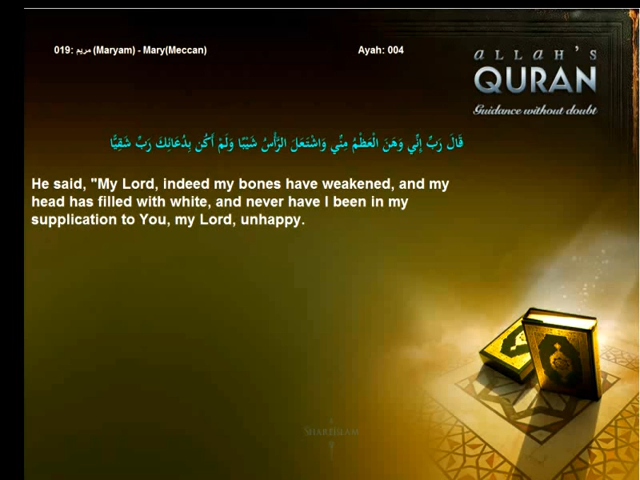 019: مريم (Maryam) - Mary(Meccan) Ayah: 004
ALLAH'S
QURAN
Guidance without doubt
قَالَ رَبِّ إِنِّي وَهَنَ الْعَظْمُ مِنِّي وَاشْتَعَلَ الرَّأْسُ شَيْبًا وَلَمْ أَكُن بِدُعَائِكَ رَبِّ شَقِيًّا
He said, "My Lord, indeed my bones have weakened, and my
head has filled with white, and never have I been in my
supplication to You, my Lord, unhappy.
SHAREISLAM